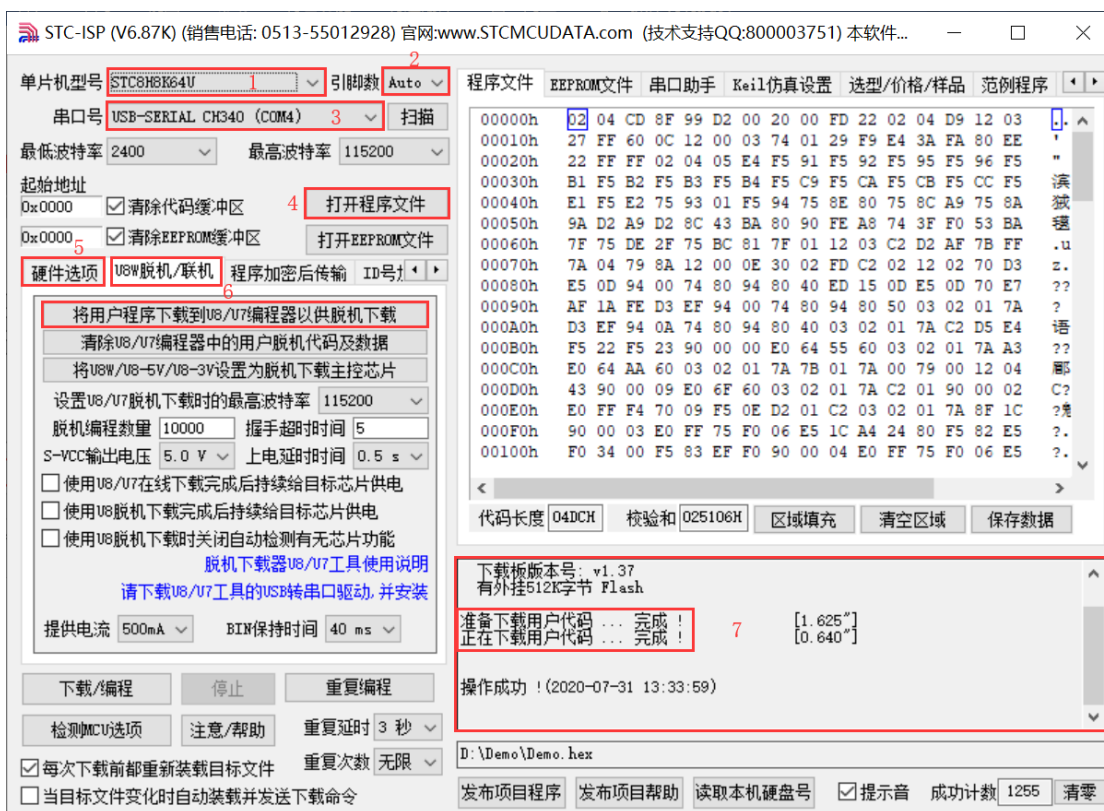 STC-ISP (V6.87K) (销售电话: 0513-55012928) 官网:www.STCMCUDATA.com (技术支持QQ:800003751) 本软件...
单片机型号 STC8H8K64U 1 引脚数 Auto 2
串口号 USB-SERIAL CH340 (COM4) 3 扫描
最低波特率 2400 最高波特率 115200
起始地址
0x0000 清除代码缓冲区 4 打开程序文件
0x0000 清除EEPROM缓冲区 打开EEPROM文件
5
硬件选项 U8W脱机/联机 程序加密后传输 ID号
6
将用户程序下载到U8/U7编程器以供脱机下载
清除U8/U7编程器中的用户脱机代码及数据
将U8W/U8-5V/U8-3V设置为脱机下载主控芯片
设置U8/U7脱机下载时的最高波特率 115200
脱机编程数量 10000 握手超时时间 5
S-VCC输出电压 5.0 V 上电延时时间 0.5 s
使用U8/U7在线下载完成后持续给目标芯片供电
使用U8脱机下载完成后持续给目标芯片供电
使用U8脱机下载时关闭自动检测有无芯片功能
脱机下载器U8/U7工具使用说明
请下载U8/U7工具的USB转串口驱动,并安装
提供电流 500mA BIN保持时间 40 ms
下载/编程 停止 重复编程
检测MCU选项 注意/帮助 重复延时 3 秒
每次下载前都重新装载目标文件 重复次数 无限
当目标文件变化时自动装载并发送下载命令
程序文件 EEPROM文件 串口助手 Keil仿真设置 选型/价格/样品 范例程序
00000h 02 04 CD 8F 99 D2 00 20 00 FD 22 02 04 D9 12 03 ..
00010h 27 FF 60 0C 12 00 03 74 01 29 F9 E4 3A FA 80 EE '
00020h 22 FF FF 02 04 05 E4 F5 91 F5 92 F5 95 F5 96 F5 "
00030h B1 F5 B2 F5 B3 F5 B4 F5 C9 F5 CA F5 CB F5 CC F5 滨
00040h E1 F5 E2 75 93 01 F5 94 75 8E 80 75 8C A9 75 8A
00050h 9A D2 A9 D2 8C 43 BA 80 90 FE A8 74 3F F0 53 BA
00060h 7F 75 DE 2F 75 BC 81 7F 01 12 03 C2 D2 AF 7B FF .u
00070h 7A 04 79 8A 12 00 0E 30 02 FD C2 02 12 02 70 D3 z.
00080h E5 0D 94 00 74 80 94 80 40 ED 15 0D E5 0D 70 E7 ??
00090h AF 1A FE D3 EF 94 00 74 80 94 80 50 03 02 01 7A ?
000A0h D3 EF 94 0A 74 80 94 80 40 03 02 01 7A C2 D5 E4 语
000B0h F5 22 F5 23 90 00 00 E0 64 55 60 03 02 01 7A A3 ??
000C0h E0 64 AA 60 03 02 01 7A 7B 01 7A 00 79 00 12 04
000D0h 43 90 00 09 E0 6F 60 03 02 01 7A C2 01 90 00 02 C?
000E0h E0 FF F4 70 09 F5 0E D2 01 C2 03 02 01 7A 8F 1C
000F0h 90 00 03 E0 FF 75 F0 06 E5 1C A4 24 80 F5 82 E5 ?.
00100h F0 34 00 F5 83 EF F0 90 00 04 E0 FF 75 F0 06 E5 ?.
代码长度 04DCH 校验和 025106H 区域填充 清空区域 保存数据
下载板版本号: v1.37
有外挂512K字节 Flash
准备下载用户代码 ... 完成 ! [1.625"]
正在下载用户代码 ... 完成 ! [0.640"]
7
操作成功 !(2020-07-31 13:33:59)
D:\Demo\Demo.hex
发布项目程序 发布项目帮助 读取本机硬盘号 提示音 成功计数 1255 清零